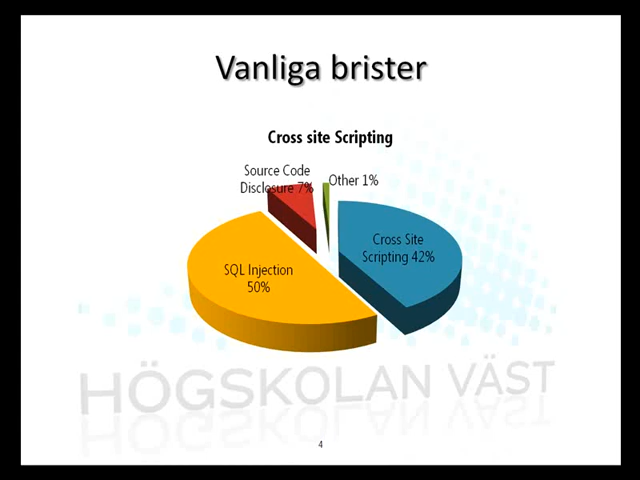 Vanliga brister
Cross site Scripting
Source Code
Disclosure 7%
Other 1%
Cross Site
Scripting 42%
SQL Injection
50%
HÖGSKOLAN VÄST
4